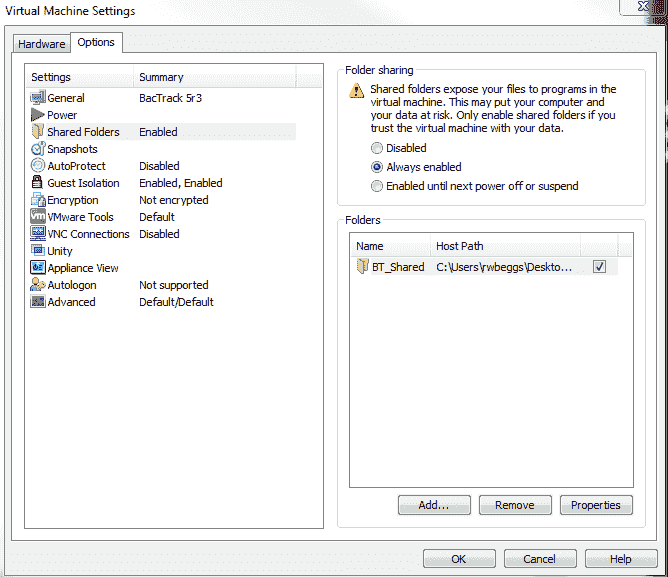 Virtual Machine Settings
Hardware Options
Settings Summary
General BacTrack 5r3
Power
Shared Folders Enabled
Snapshots
AutoProtect Disabled
Guest Isolation Enabled, Enabled
Encryption Not encrypted
VMware Tools Default
VNC Connections Disabled
Unity
Appliance View
Autologon Not supported
Advanced Default/Default
Folder sharing
Shared folders expose your files to programs in the
virtual machine. This may put your computer and
your data at risk. Only enable shared folders if you
trust the virtual machine with your data.
Disabled
Always enabled
Enabled until next power off or suspend
Folders
Name Host Path
BT_Shared C:\Users\rwbeggs\Deskto...
Add... Remove Properties
OK Cancel Help